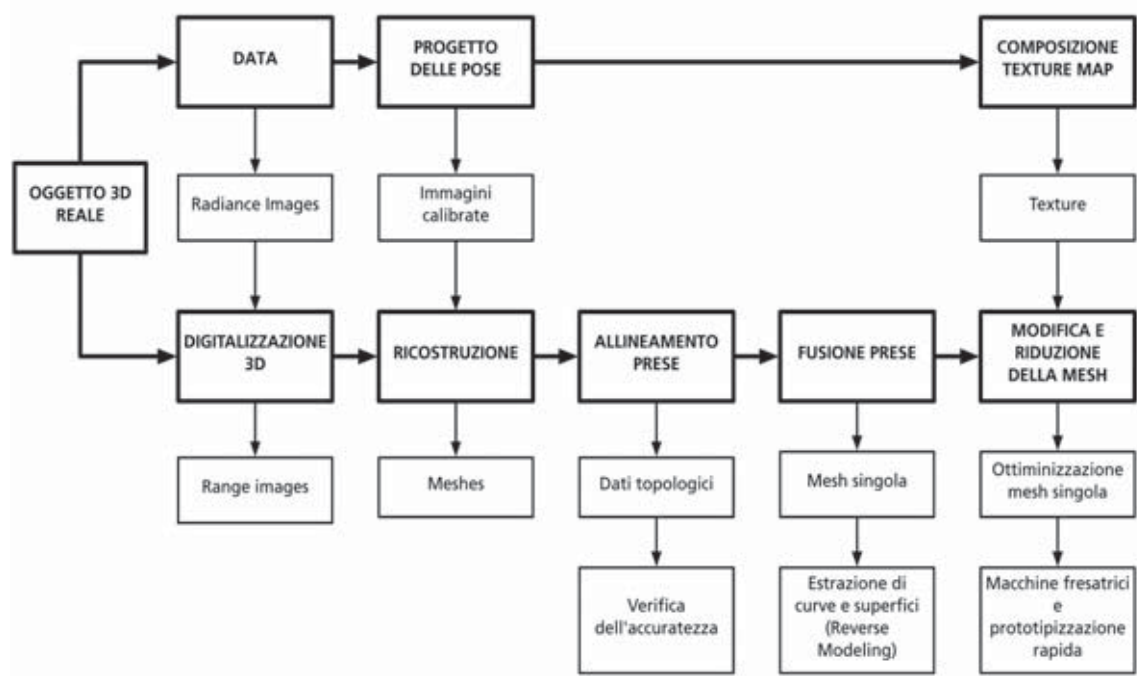 DATA
PROGETTO
DELLE POSE
COMPOSIZIONE
TEXTURE MAP
OGGETTO 3D
REALE
Radiance Images
Immagini
calibrate
Texture
DIGITALIZZAZIONE
3D
RICOSTRUZIONE
ALLINEAMENTO
PRESE
FUSIONE PRESE
MODIFICA E
RIDUZIONE
DELLA MESH
Range images
Meshes
Dati topologici
Mesh singola
Ottiminizzazione
mesh singola
Verifica
dell'accuratezza
Estrazione di
curve e superfici
(Reverse
Modeling)
Macchine fresatrici
e
prototipizzazione
rapida